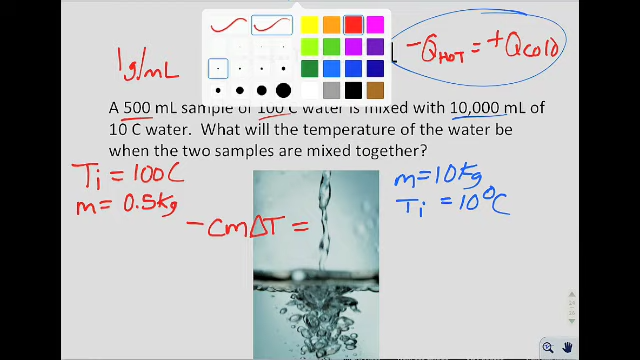 1g/mL
-QHOT = +QCOLD
A 500 mL sample of 100 C water is mixed with 10,000 mL of
10 C water. What will the temperature of the water be
when the two samples are mixed together?
Ti = 100C
m = 0.5kg
m = 10kg
Ti = 10°C
-cmΔT =